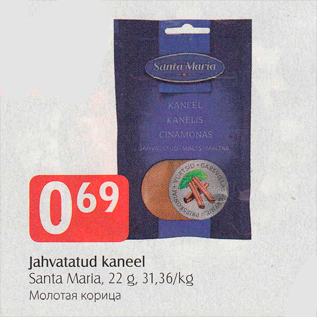 Santa Maria
KANEEL
KANELIS
CINAMONAS
0 69
Jahvatatud kaneel
Santa Maria, 22 g, 31,36/kg
Молотая корица